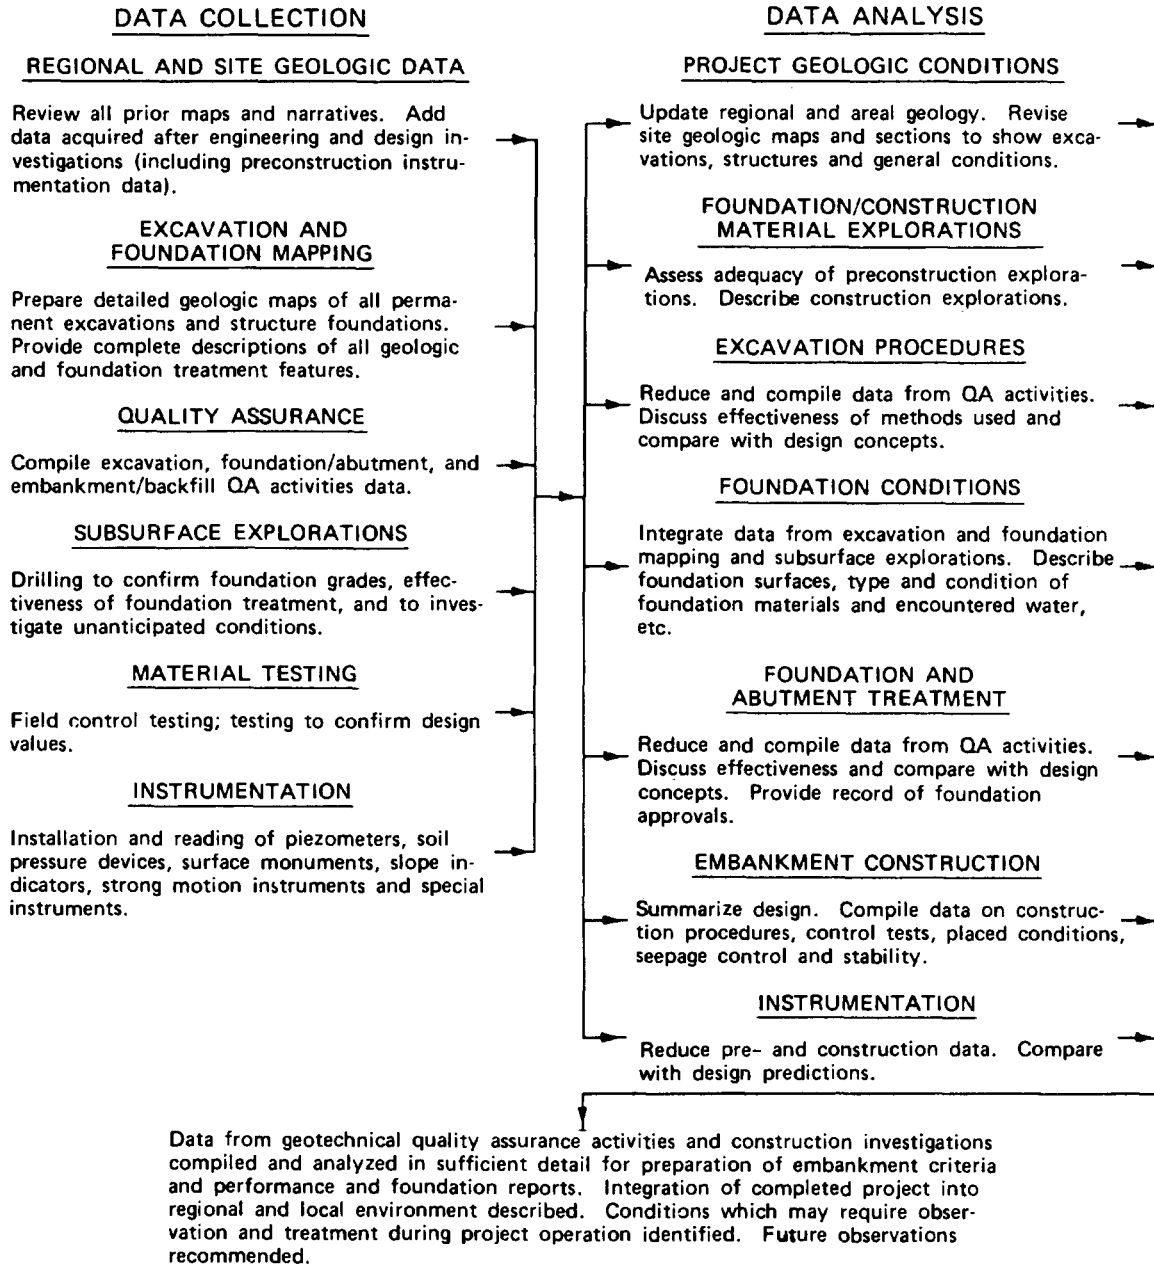 DATA COLLECTION
REGIONAL AND SITE GEOLOGIC DATA
Review all prior maps and narratives. Add
data acquired after engineering and design in-
vestigations (including preconstruction instru-
mentation data).
EXCAVATION AND
FOUNDATION MAPPING
Prepare detailed geologic maps of all perma-
nent excavations and structure foundations.
Provide complete descriptions of all geologic
and foundation treatment features.
QUALITY ASSURANCE
Compile excavation, foundation/abutment, and
embankment/backfill QA activities data.
SUBSURFACE EXPLORATIONS
Drilling to confirm foundation grades, effec-
tiveness of foundation treatment, and to inves-
tigate unanticipated conditions.
MATERIAL TESTING
Field control testing; testing to confirm design
values.
INSTRUMENTATION
Installation and reading of piezometers, soil
pressure devices, surface monuments, slope in-
dicators, strong motion instruments and special
instruments.
DATA ANALYSIS
PROJECT GEOLOGIC CONDITIONS
Update regional and areal geology. Revise
site geologic maps and sections to show exca-
vations, structures and general conditions.
FOUNDATION/CONSTRUCTION
MATERIAL EXPLORATIONS
Assess adequacy of preconstruction explora-
tions. Describe construction explorations.
EXCAVATION PROCEDURES
Reduce and compile data from QA activities.
Discuss effectiveness of methods used and
compare with design concepts.
FOUNDATION CONDITIONS
Integrate data from excavation and foundation
mapping and subsurface explorations. Describe
foundation surfaces, type and condition of
foundation materials and encountered water,
etc.
FOUNDATION AND
ABUTMENT TREATMENT
Reduce and compile data from QA activities.
Discuss effectiveness and compare with design
concepts. Provide record of foundation
approvals.
EMBANKMENT CONSTRUCTION
Summarize design. Compile data on construc-
tion procedures, control tests, placed conditions,
seepage control and stability.
INSTRUMENTATION
Reduce pre- and construction data. Compare
with design predictions.
Data from geotechnical quality assurance activities and construction investigations
compiled and analyzed in sufficient detail for preparation of embankment criteria
and performance and foundation reports. Integration of completed project into
regional and local environment described. Conditions which may require obser-
vation and treatment during project operation identified. Future observations
recommended.